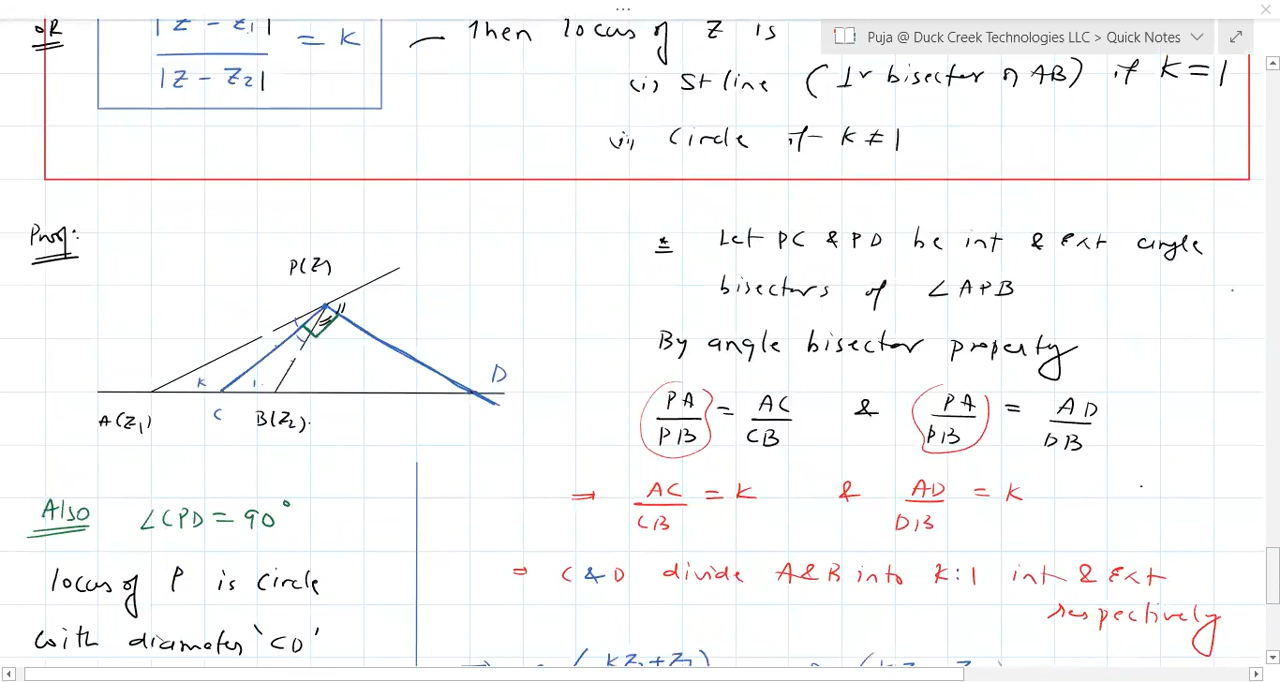 OR
|Z - Z1| / |Z - Z2| = K
Then locus of Z is
Puja @ Duck Creek Technologies LLC > Quick Notes
(i) St line (⊥r bisector of AB) if K=1
(ii) Circle if K≠1
Proof:
* Let PC & PD be int & Ext angle
bisectors of ∠APB
By angle bisector property
PA/PB = AC/CB & PA/PB = AD/DB
⇒ AC/CB = K & AD/DB = K
⇒ C & D divide A&B into K:1 int & Ext
respectively
P(Z)
K
1
D
A(Z1)
C
B(Z2).
Also ∠CPD = 90°
locus of P is circle
with diameter 'CD'